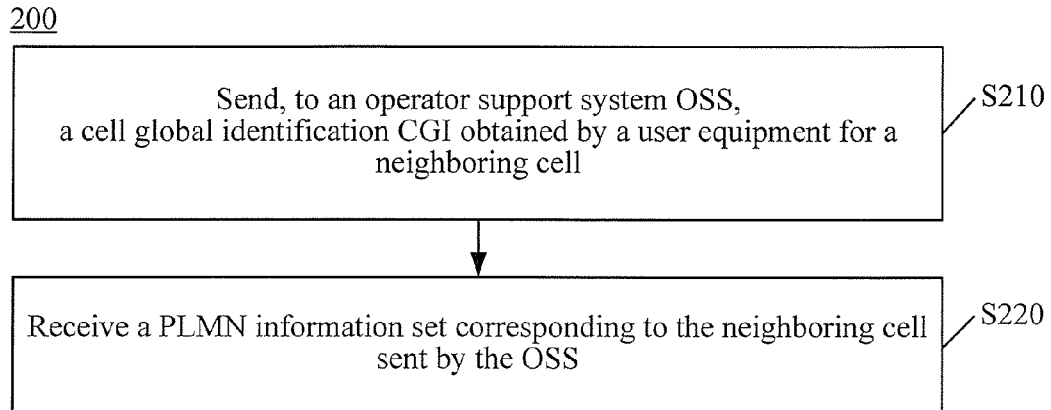 200
Send, to an operator support system OSS,
a cell global identification CGI obtained by a user equipment for a
neighboring cell
S210
Receive a PLMN information set corresponding to the neighboring cell
sent by the OSS
S220